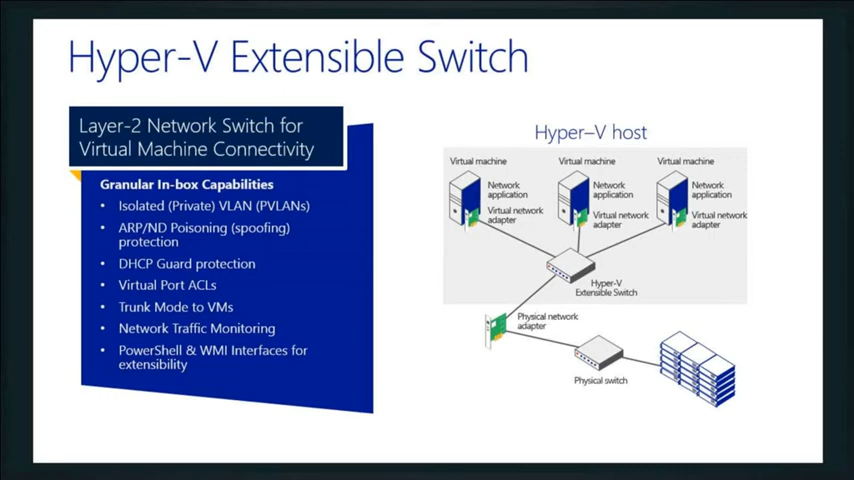 Hyper-V Extensible Switch
Layer-2 Network Switch for
Virtual Machine Connectivity
Granular In-box Capabilities
• Isolated (Private) VLAN (PVLANs)
• ARP/ND Poisoning (spoofing)
protection
• DHCP Guard protection
• Virtual Port ACLs
• Trunk Mode to VMs
• Network Traffic Monitoring
• PowerShell & WMI Interfaces for
extensibility
Hyper–V host
Virtual machine
Network
application
Virtual network
adapter
Virtual machine
Network
application
Virtual network
adapter
Virtual machine
Network
application
Virtual network
adapter
Hyper-V
Extensible Switch
Physical network
adapter
Physical switch